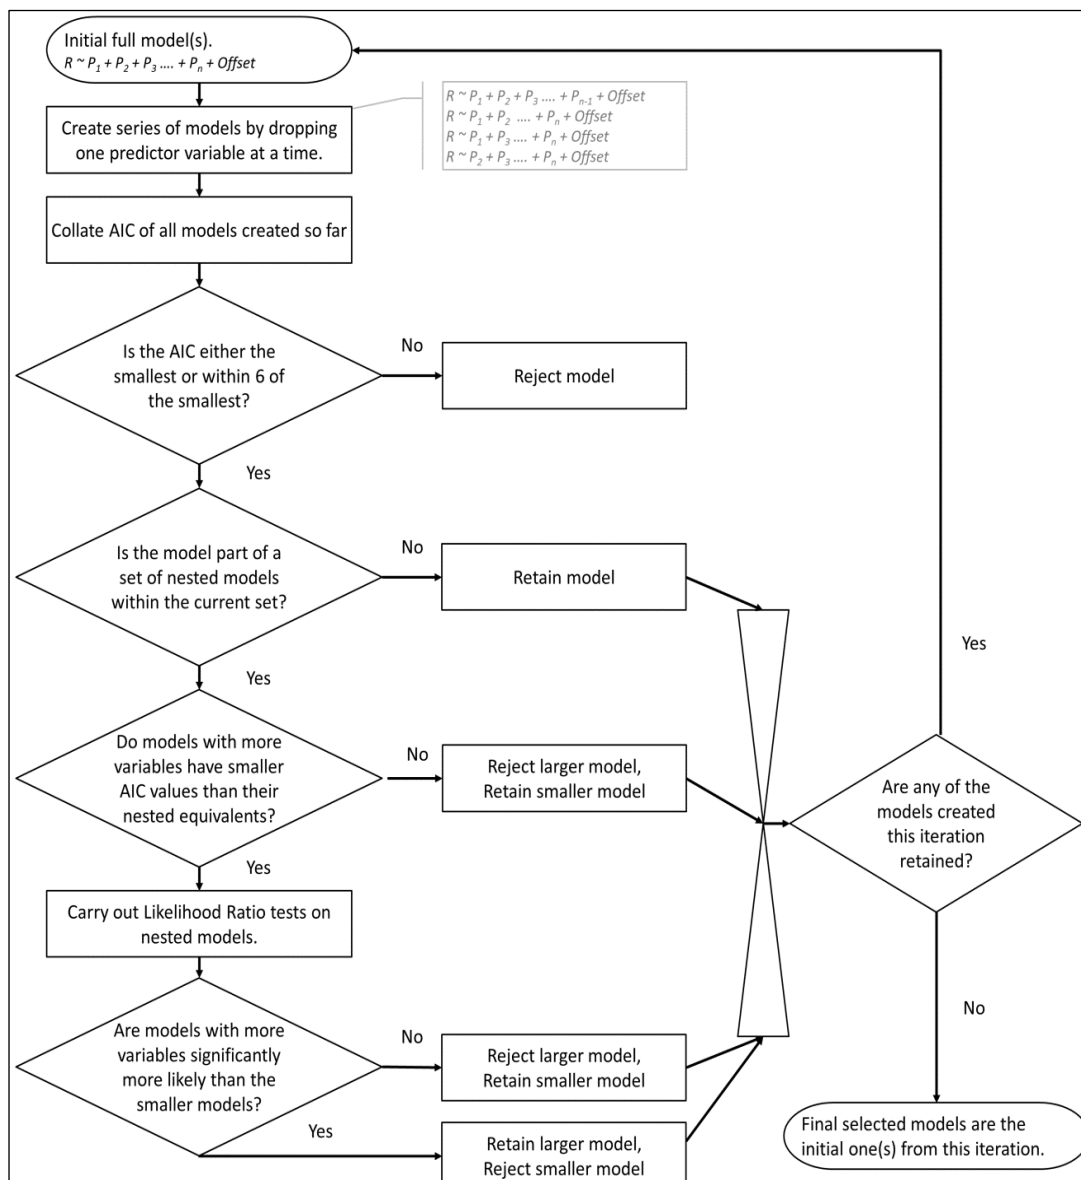 Initial full model(s).
R ~ P1 + P2 + P3 .... + Pn + Offset
R ~ P1 + P2 + P3 .... + Pn-1 + Offset
R ~ P1 + P2 .... + Pn + Offset
R ~ P1 + P3 .... + Pn + Offset
R ~ P2 + P3 .... + Pn + Offset
Create series of models by dropping
one predictor variable at a time.
Collate AIC of all models created so far
Is the AIC either the
smallest or within 6 of
the smallest?
No
Reject model
Yes
Is the model part of a
set of nested models
within the current set?
No
Retain model
Yes
Do models with more
variables have smaller
AIC values than their
nested equivalents?
No
Reject larger model,
Retain smaller model
Yes
Carry out Likelihood Ratio tests on
nested models.
Are models with more
variables significantly
more likely than the
smaller models?
No
Reject larger model,
Retain smaller model
Yes
Retain larger model,
Reject smaller model
Are any of the
models created
this iteration
retained?
Yes
No
Final selected models are the
initial one(s) from this iteration.